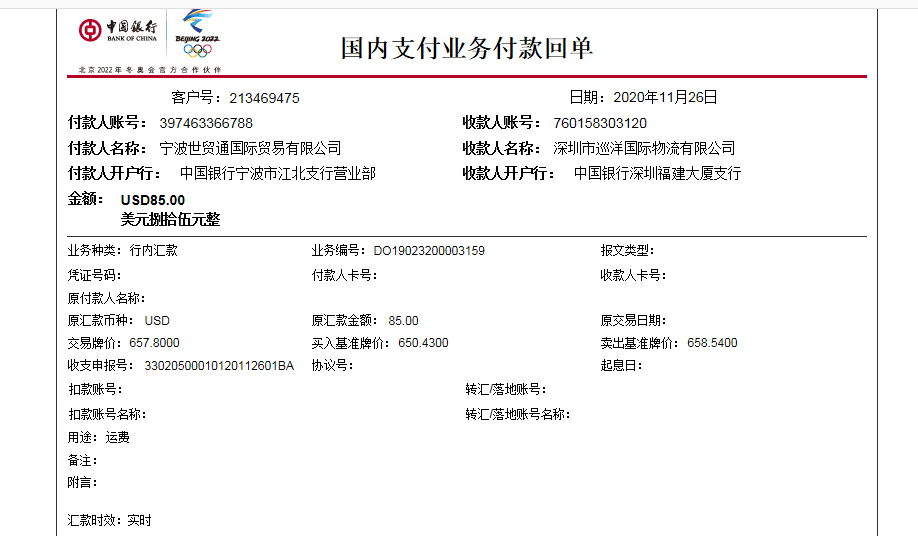 中国银行
BANK OF CHINA
BEIJING 2022
北京2022年冬奥会官方合作伙伴
国内支付业务付款回单
客户号：213469475 日期：2020年11月26日
付款人账号：397463366788 收款人账号：760158303120
付款人名称：宁波世贸通国际贸易有限公司 收款人名称：深圳市巡洋国际物流有限公司
付款人开户行：中国银行宁波市江北支行营业部 收款人开户行：中国银行深圳福建大厦支行
金额：USD85.00
美元捌拾伍元整
业务种类：行内汇款 业务编号：DO19023200003159 报文类型：
凭证号码： 付款人卡号： 收款人卡号：
原付款人名称：
原汇款币种：USD 原汇款金额：85.00 原交易日期：
交易牌价：657.8000 买入基准牌价：650.4300 卖出基准牌价：658.5400
收支申报号：33020500010120112601BA 协议号： 起息日：
扣款账号： 转汇/落地账号：
扣款账号名称： 转汇/落地账号名称：
用途：运费
备注：
附言：
汇款时效：实时